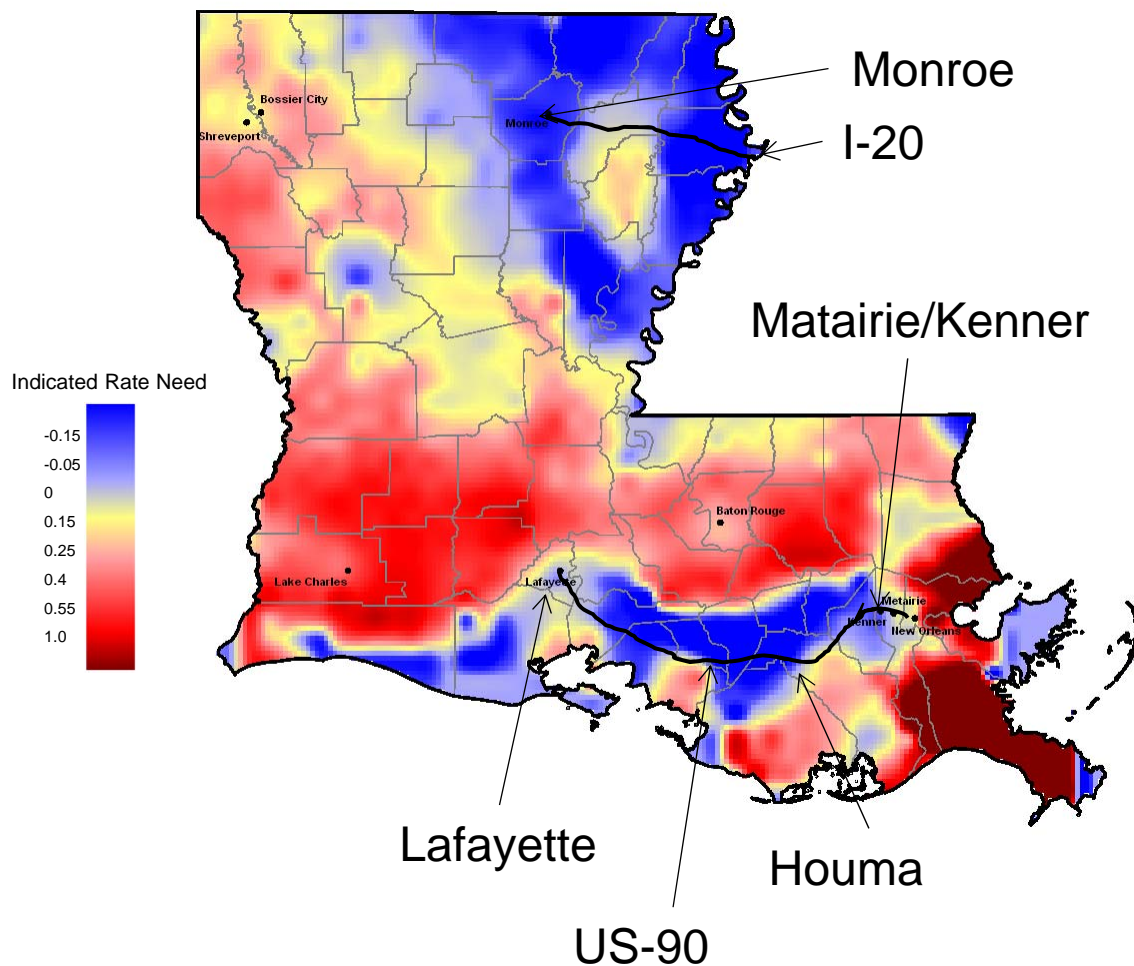 Monroe
Bossier City
Shreveport
Monroe
I-20
Matairie/Kenner
Indicated Rate Need
-0.15
-0.05
0
0.15
0.25
0.4
0.55
1.0
Baton Rouge
Lake Charles
Lafayette
Metairie
Kenner
New Orleans
Lafayette
Houma
US-90